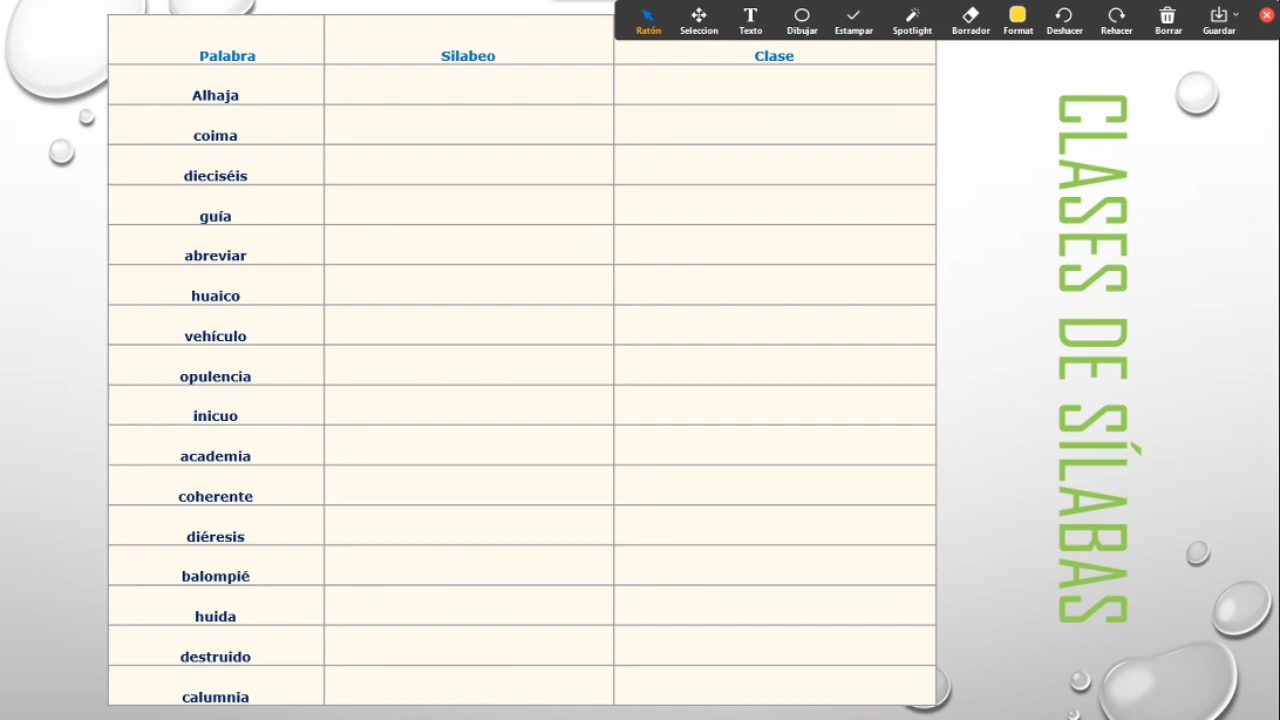 Ratón Seleccion Texto Dibujar Estampar Spotlight Borrador Format Deshacer Rehacer Borrar Guardar
Palabra Silabeo Clase
Alhaja
coima
dieciséis
guía
abreviar
huaico
vehículo
opulencia
inicuo
academia
coherente
diéresis
balompié
huida
destruido
calumnia
CLASES DE SÍLABAS